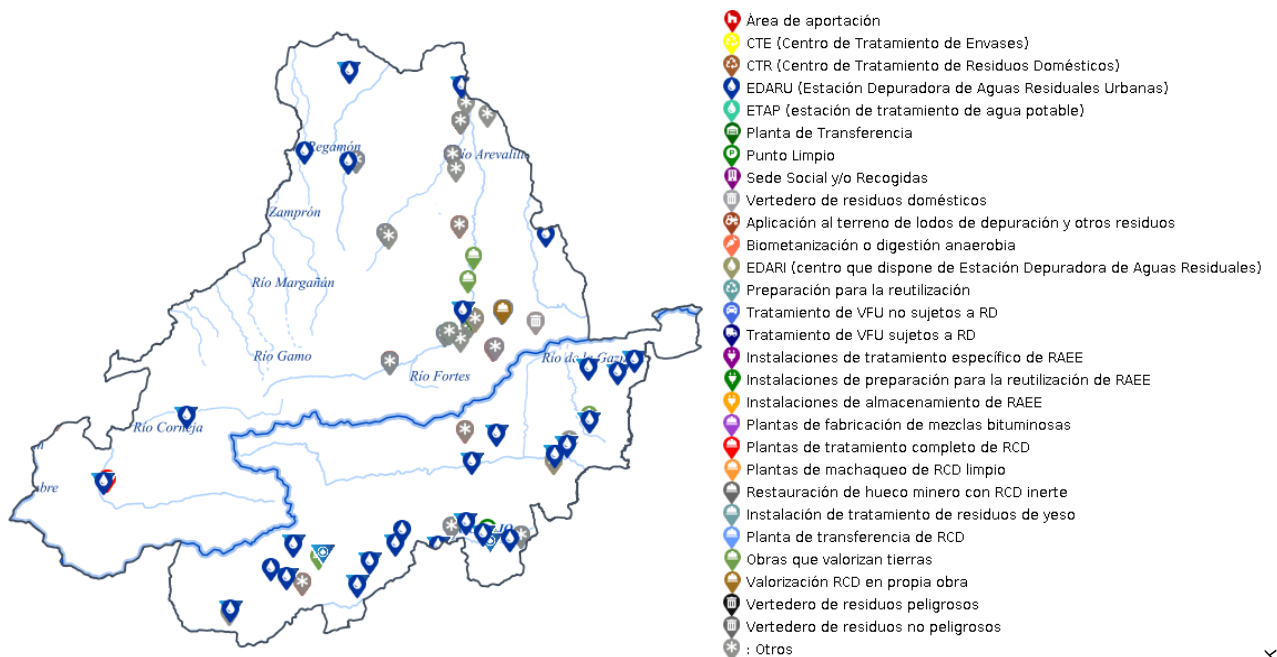 Regamón
ío Arevalillo
Zamprón
Río Margañán
Río Gamo
Río Fortes
Río de la Gaz
Río Corneja
bre
JO
Área de aportación
CTE (Centro de Tratamiento de Envases)
CTR (Centro de Tratamiento de Residuos Domésticos)
EDARU (Estación Depuradora de Aguas Residuales Urbanas)
ETAP (estación de tratamiento de agua potable)
Planta de Transferencia
Punto Limpio
Sede Social y/o Recogidas
Vertedero de residuos domésticos
Aplicación al terreno de lodos de depuración y otros residuos
Biometanización o digestión anaerobia
EDARI (centro que dispone de Estación Depuradora de Aguas Residuales)
Preparación para la reutilización
Tratamiento de VFU no sujetos a RD
Tratamiento de VFU sujetos a RD
Instalaciones de tratamiento específico de RAEE
Instalaciones de preparación para la reutilización de RAEE
Instalaciones de almacenamiento de RAEE
Plantas de fabricación de mezclas bituminosas
Plantas de tratamiento completo de RCD
Plantas de machaqueo de RCD limpio
Restauración de hueco minero con RCD inerte
Instalación de tratamiento de residuos de yeso
Planta de transferencia de RCD
Obras que valorizan tierras
Valorización RCD en propia obra
Vertedero de residuos peligrosos
Vertedero de residuos no peligrosos
: Otros